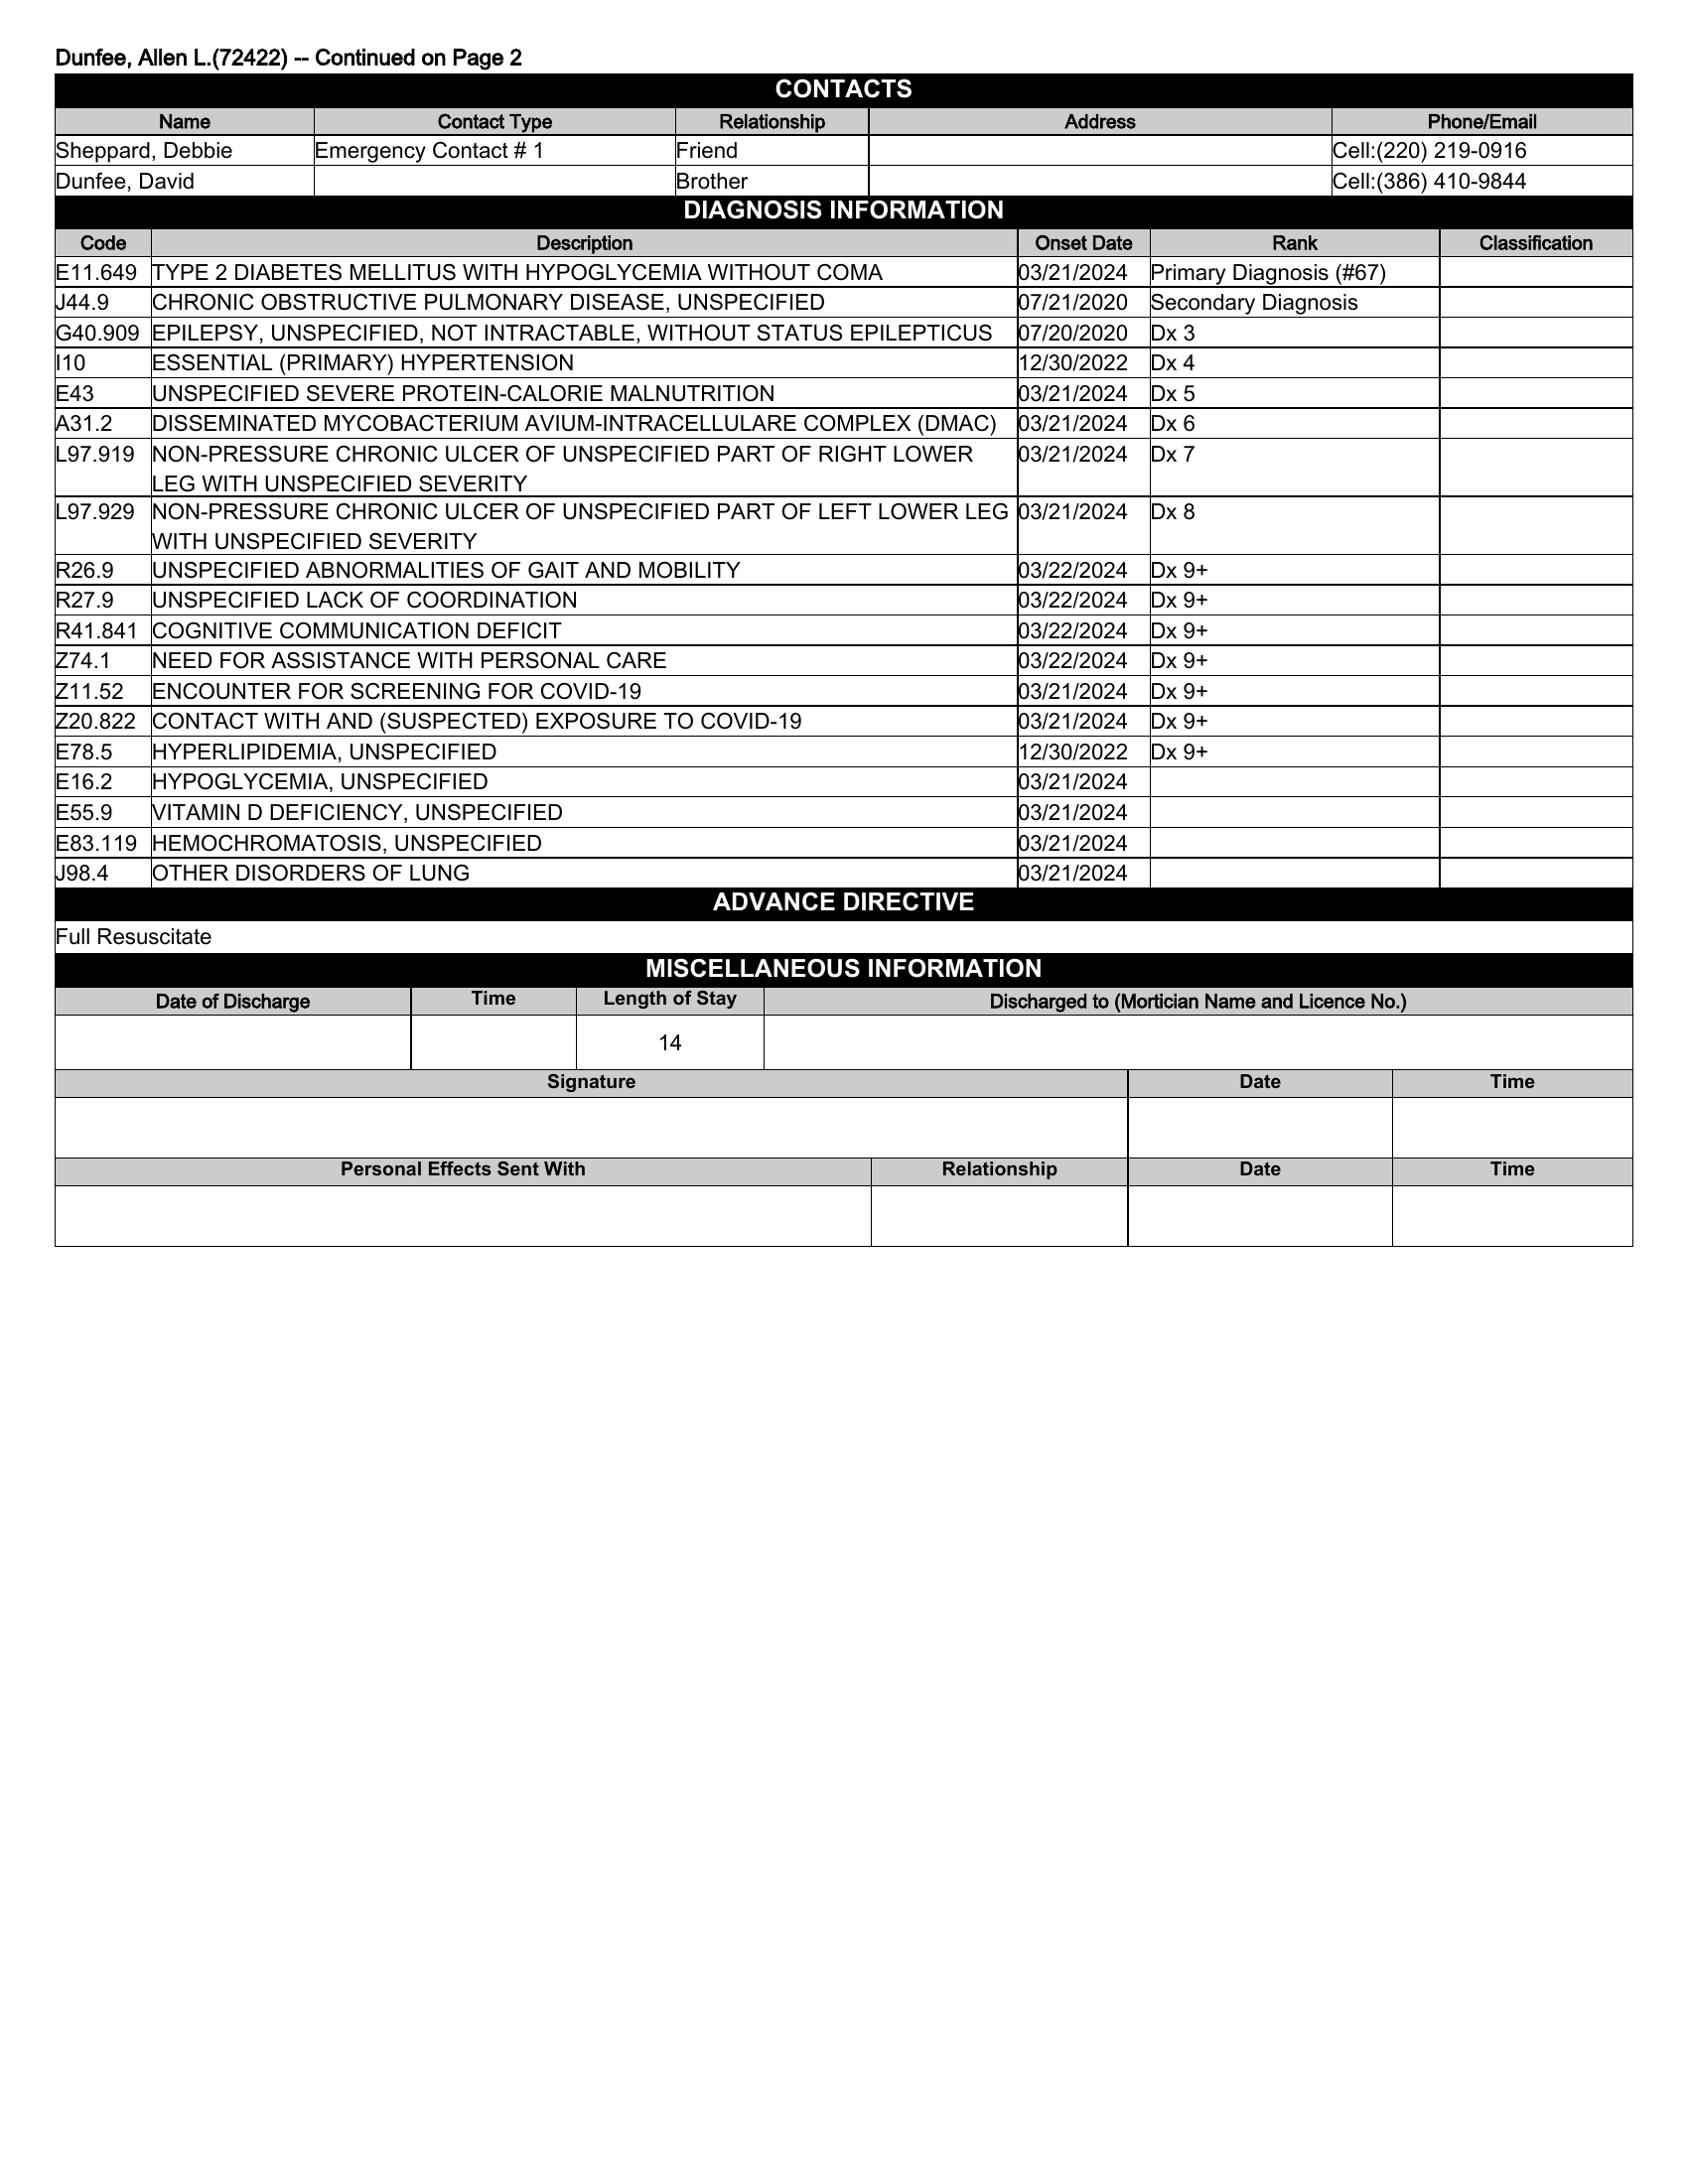 Dunfee, Allen L.(72422) -- Continued on Page 2
CONTACTS
Name Contact Type Relationship Address Phone/Email
Sheppard, Debbie Emergency Contact # 1 Friend Cell:(220) 219-0916
Dunfee, David Brother Cell:(386) 410-9844
DIAGNOSIS INFORMATION
Code Description Onset Date Rank Classification
E11.649 TYPE 2 DIABETES MELLITUS WITH HYPOGLYCEMIA WITHOUT COMA 03/21/2024 Primary Diagnosis (#67)
J44.9 CHRONIC OBSTRUCTIVE PULMONARY DISEASE, UNSPECIFIED 07/21/2020 Secondary Diagnosis
G40.909 EPILEPSY, UNSPECIFIED, NOT INTRACTABLE, WITHOUT STATUS EPILEPTICUS 07/20/2020 Dx 3
I10 ESSENTIAL (PRIMARY) HYPERTENSION 12/30/2022 Dx 4
E43 UNSPECIFIED SEVERE PROTEIN-CALORIE MALNUTRITION 03/21/2024 Dx 5
A31.2 DISSEMINATED MYCOBACTERIUM AVIUM-INTRACELLULARE COMPLEX (DMAC) 03/21/2024 Dx 6
L97.919 NON-PRESSURE CHRONIC ULCER OF UNSPECIFIED PART OF RIGHT LOWER 03/21/2024 Dx 7
LEG WITH UNSPECIFIED SEVERITY
L97.929 NON-PRESSURE CHRONIC ULCER OF UNSPECIFIED PART OF LEFT LOWER LEG 03/21/2024 Dx 8
WITH UNSPECIFIED SEVERITY
R26.9 UNSPECIFIED ABNORMALITIES OF GAIT AND MOBILITY 03/22/2024 Dx 9+
R27.9 UNSPECIFIED LACK OF COORDINATION 03/22/2024 Dx 9+
R41.841 COGNITIVE COMMUNICATION DEFICIT 03/22/2024 Dx 9+
Z74.1 NEED FOR ASSISTANCE WITH PERSONAL CARE 03/22/2024 Dx 9+
Z11.52 ENCOUNTER FOR SCREENING FOR COVID-19 03/21/2024 Dx 9+
Z20.822 CONTACT WITH AND (SUSPECTED) EXPOSURE TO COVID-19 03/21/2024 Dx 9+
E78.5 HYPERLIPIDEMIA, UNSPECIFIED 12/30/2022 Dx 9+
E16.2 HYPOGLYCEMIA, UNSPECIFIED 03/21/2024
E55.9 VITAMIN D DEFICIENCY, UNSPECIFIED 03/21/2024
E83.119 HEMOCHROMATOSIS, UNSPECIFIED 03/21/2024
J98.4 OTHER DISORDERS OF LUNG 03/21/2024
ADVANCE DIRECTIVE
Full Resuscitate
MISCELLANEOUS INFORMATION
Date of Discharge Time Length of Stay Discharged to (Mortician Name and Licence No.)
14
Signature Date Time
Personal Effects Sent With Relationship Date Time